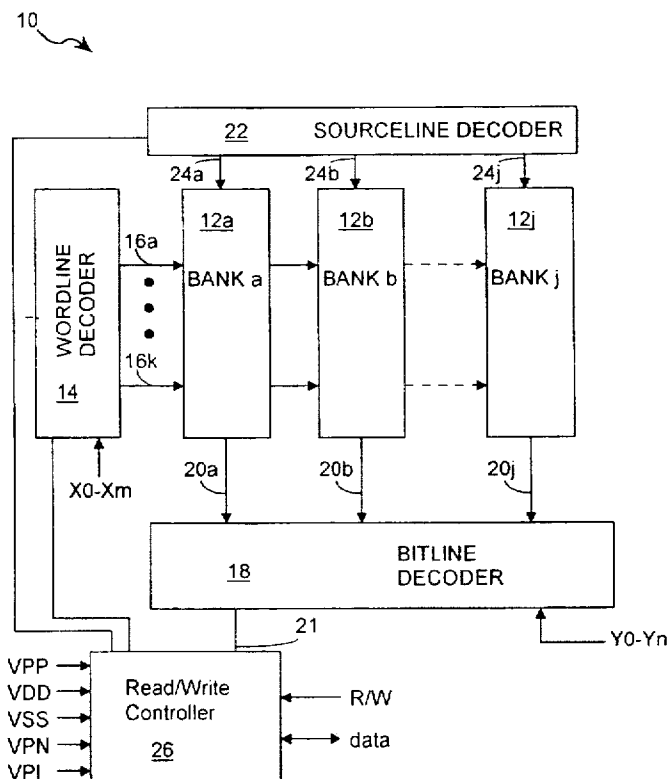 10
22 SOURCELINE DECODER
24a 24b 24j
WORDLINE DECODER
14
16a
16k
12a
BANK a
12b
BANK b
12j
BANK j
X0-Xm
20a 20b 20j
18
BITLINE DECODER
21
Y0-Yn
VPP
VDD
VSS
VPN
VPI
Read/Write Controller
26
R/W
data